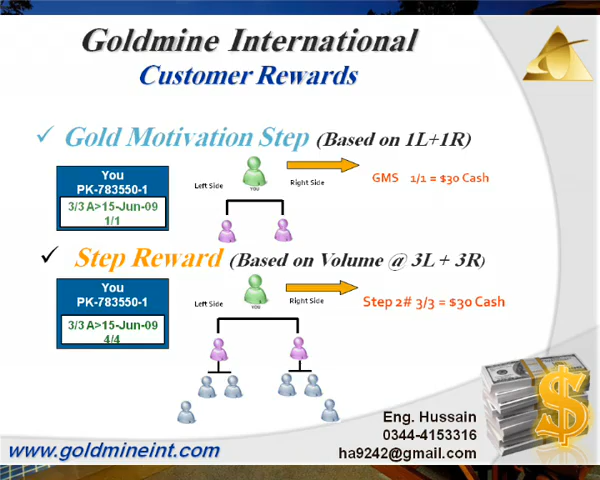 Goldmine International
Customer Rewards
✓ Gold Motivation Step (Based on 1L+1R)
You
PK-783550-1
3/3 A>15-Jun-09
1/1
Left Side
YOU
Right Side
GMS 1/1 = $30 Cash
✓ Step Reward (Based on Volume @ 3L + 3R)
You
PK-783550-1
3/3 A>15-Jun-09
4/4
Left Side
YOU
Right Side
Step 2# 3/3 = $30 Cash
$
Eng. Hussain
0344-4153316
ha9242@gmail.com
www.goldmineint.com